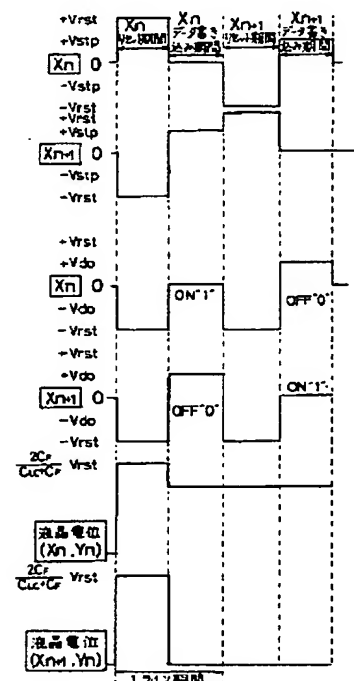 +Vrst
Xn
リセット期間
Xn
データ書き
込み期間
Xn+1
リセット期間
Xn+1
データ書き
込み期間
+Vstp
Xn 0
-Vstp
-Vrst
+Vrst
+Vstp
Xn+1 0
-Vstp
-Vrst
+Vrst
+Vdo
Xn 0
-Vdo
-Vrst
ON"1"
OFF"0"
+Vrst
+Vdo
Xn+1 0
-Vdo
-Vrst
OFF"0"
ON"1"
2CF/CLC+CF Vrst
液晶電位
(Xn, Yn)
2CF/CLC+CF Vrst
液晶電位
(Xn+1, Yn)
1ライン期間